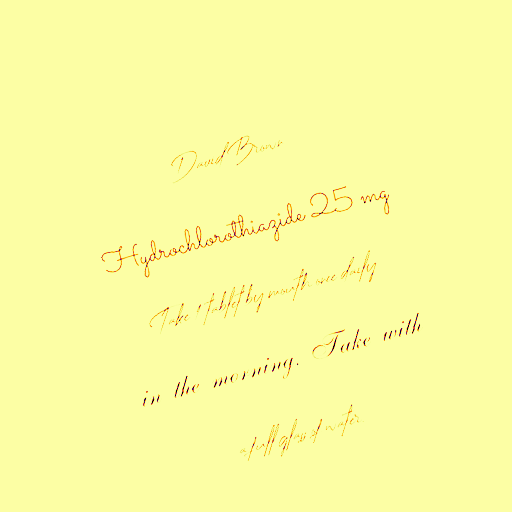 David Brown
Hydrochlorothiazide 25 mg
Take 1 tablet by mouth once daily
in the morning. Take with
a full glass of water